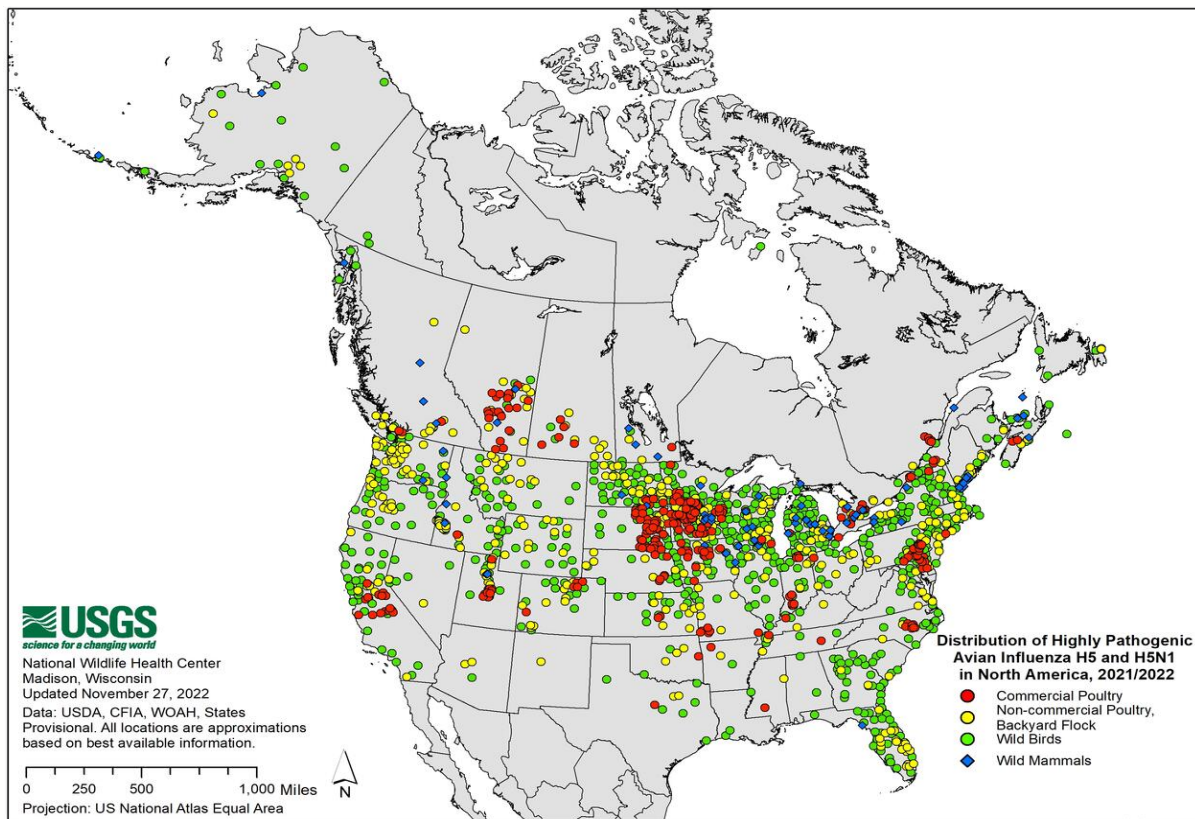 USGS
science for a changing world
National Wildlife Health Center
Madison, Wisconsin
Updated November 27, 2022
Data: USDA, CFIA, WOAH, States
Provisional. All locations are approximations
based on best available information.
0 250 500 1,000 Miles
Projection: US National Atlas Equal Area
N
Distribution of Highly Pathogenic
Avian Influenza H5 and H5N1
in North America, 2021/2022
Commercial Poultry
Non-commercial Poultry,
Backyard Flock
Wild Birds
Wild Mammals